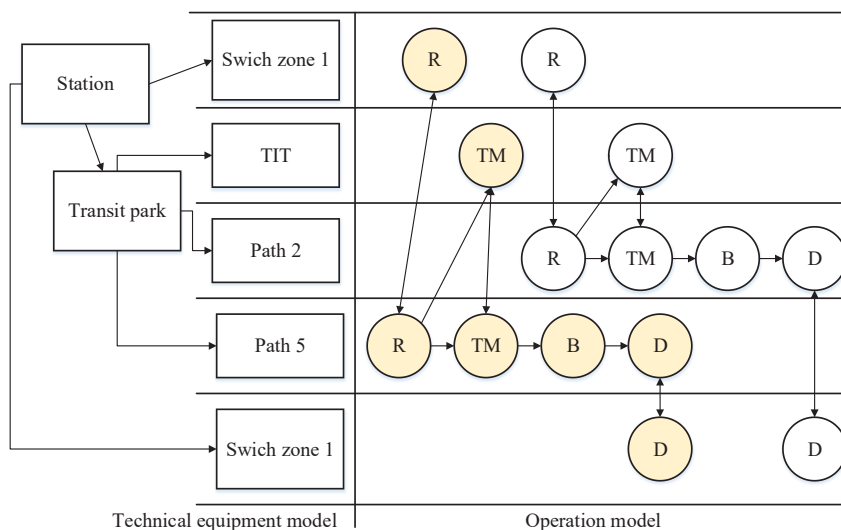 Station
Swich zone 1
R
R
TIT
TM
TM
Transit park
Path 2
R
TM
B
D
Path 5
R
TM
B
D
Swich zone 1
D
D
Technical equipment model
Operation model